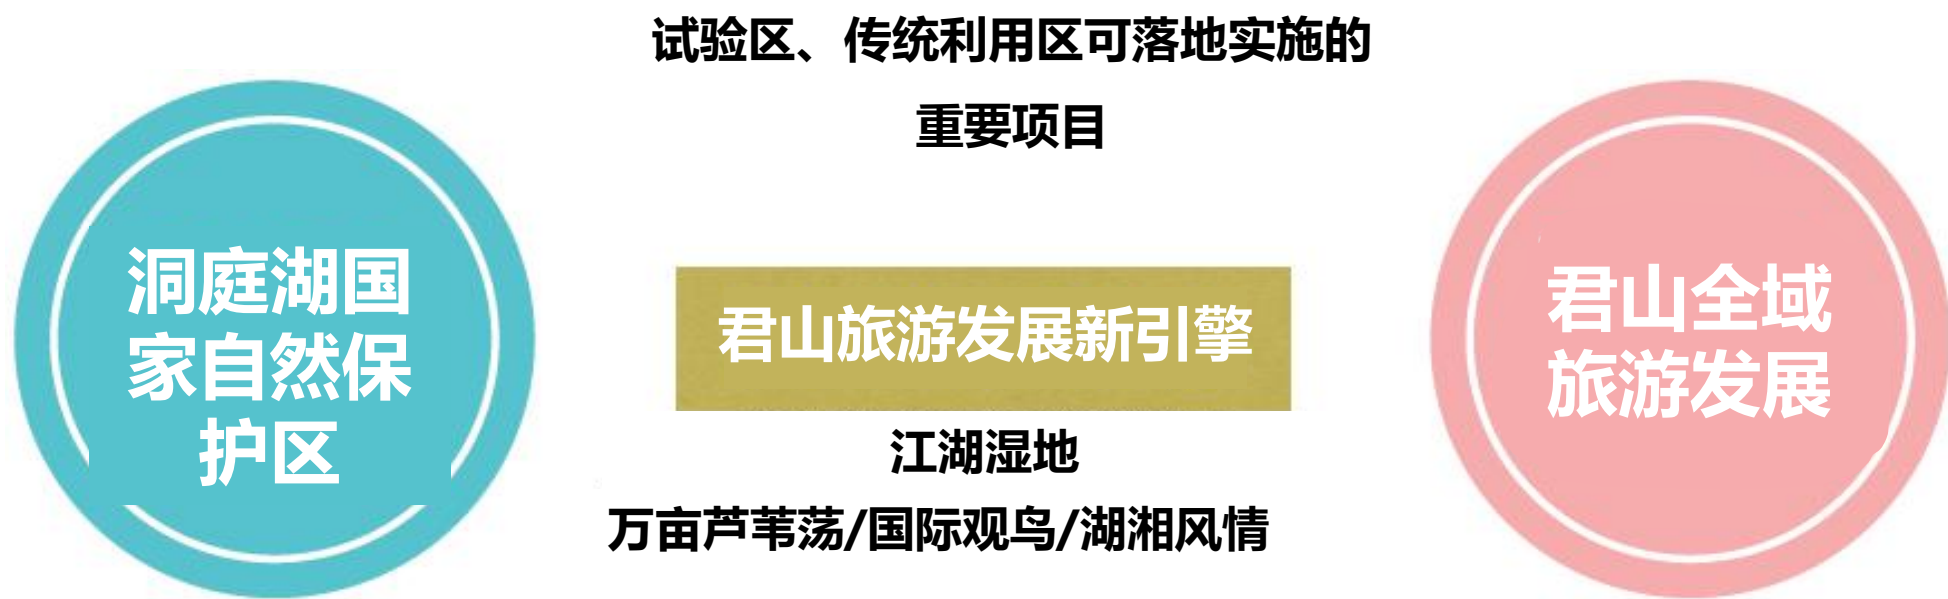 试验区、传统利用区可落地实施的
重要项目
洞庭湖国
家自然保
护区
君山旅游发展新引擎
江湖湿地
万亩芦苇荡/国际观鸟/湖湘风情
君山全域
旅游发展